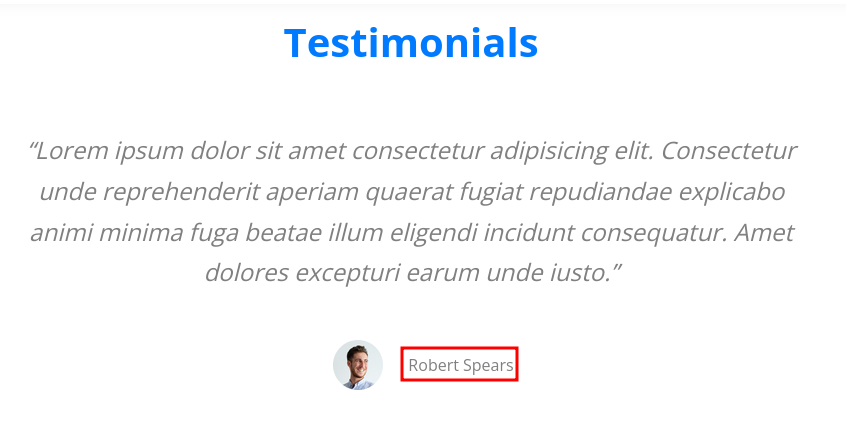 Testimonials
“Lorem ipsum dolor sit amet consectetur adipisicing elit. Consectetur
unde reprehenderit aperiam quaerat fugiat repudiandae explicabo
animi minima fuga beatae illum eligendi incidunt consequatur. Amet
dolores excepturi earum unde iusto.”
Robert Spears